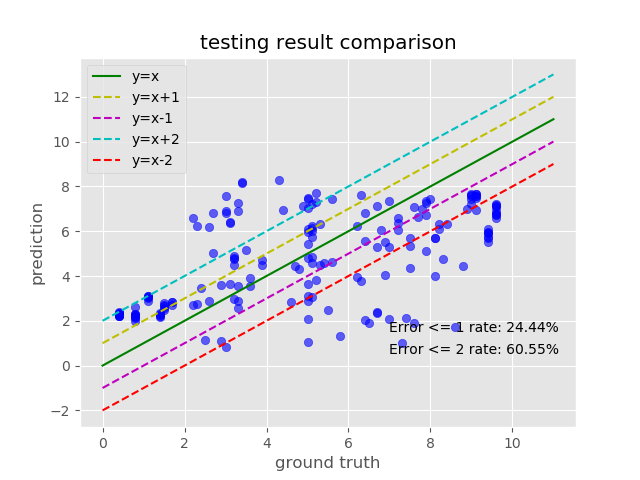 testing result comparison
y=x
y=x+1
y=x-1
y=x+2
y=x-2
12
10
8
6
4
2
0
−2
prediction
Error <= 1 rate: 24.44%
Error <= 2 rate: 60.55%
0
2
4
6
8
10
ground truth